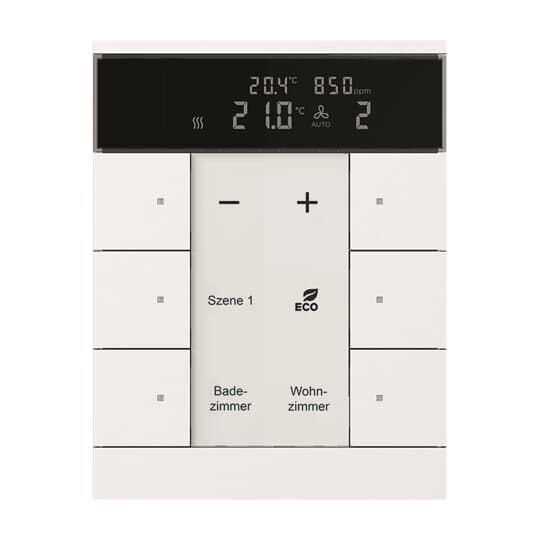 20.4°C 850ppm
21.0°C AUTO 2
− +
Szene 1 ECO
Bade- Wohn-
zimmer zimmer